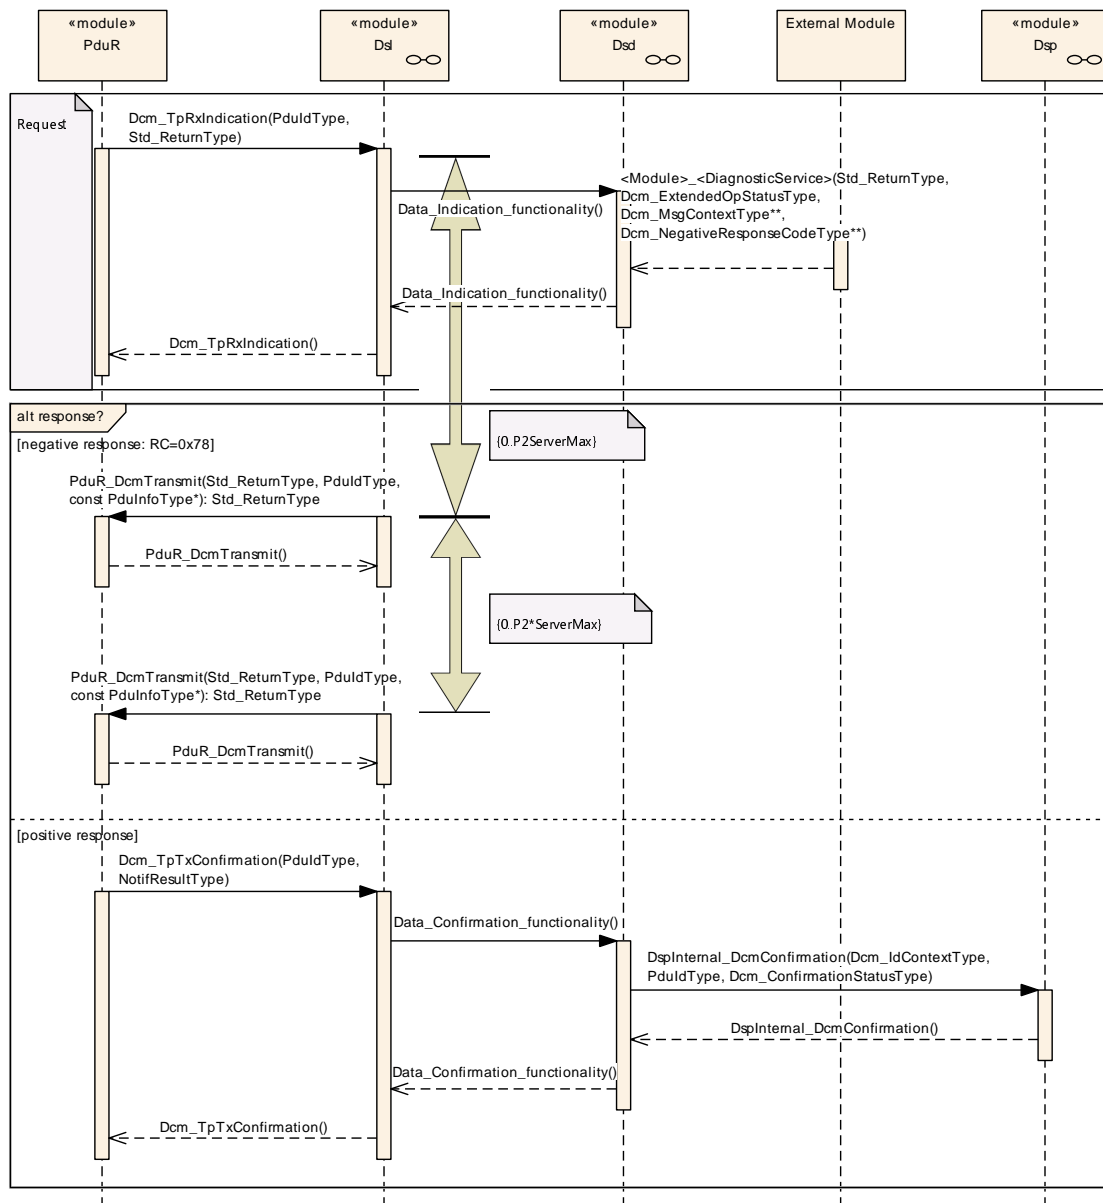 «module»
PduR
«module»
Dsl
«module»
Dsd
External Module
«module»
Dsp
Request
Dcm_TpRxIndication(PduIdType,
Std_ReturnType)
<Module>_<DiagnosticService>(Std_ReturnType,
Dcm_ExtendedOpStatusType,
Dcm_MsgContextType**,
Dcm_NegativeResponseCodeType**)
Data_Indication_functionality()
Data_Indication_functionality()
Dcm_TpRxIndication()
alt response?
[negative response: RC=0x78]
{0..P2ServerMax}
PduR_DcmTransmit(Std_ReturnType, PduIdType,
const PduInfoType*): Std_ReturnType
PduR_DcmTransmit()
{0..P2*ServerMax}
PduR_DcmTransmit(Std_ReturnType, PduIdType,
const PduInfoType*): Std_ReturnType
PduR_DcmTransmit()
[positive response]
Dcm_TpTxConfirmation(PduIdType,
NotifResultType)
Data_Confirmation_functionality()
DspInternal_DcmConfirmation(Dcm_IdContextType,
PduIdType, Dcm_ConfirmationStatusType)
DspInternal_DcmConfirmation()
Data_Confirmation_functionality()
Dcm_TpTxConfirmation()